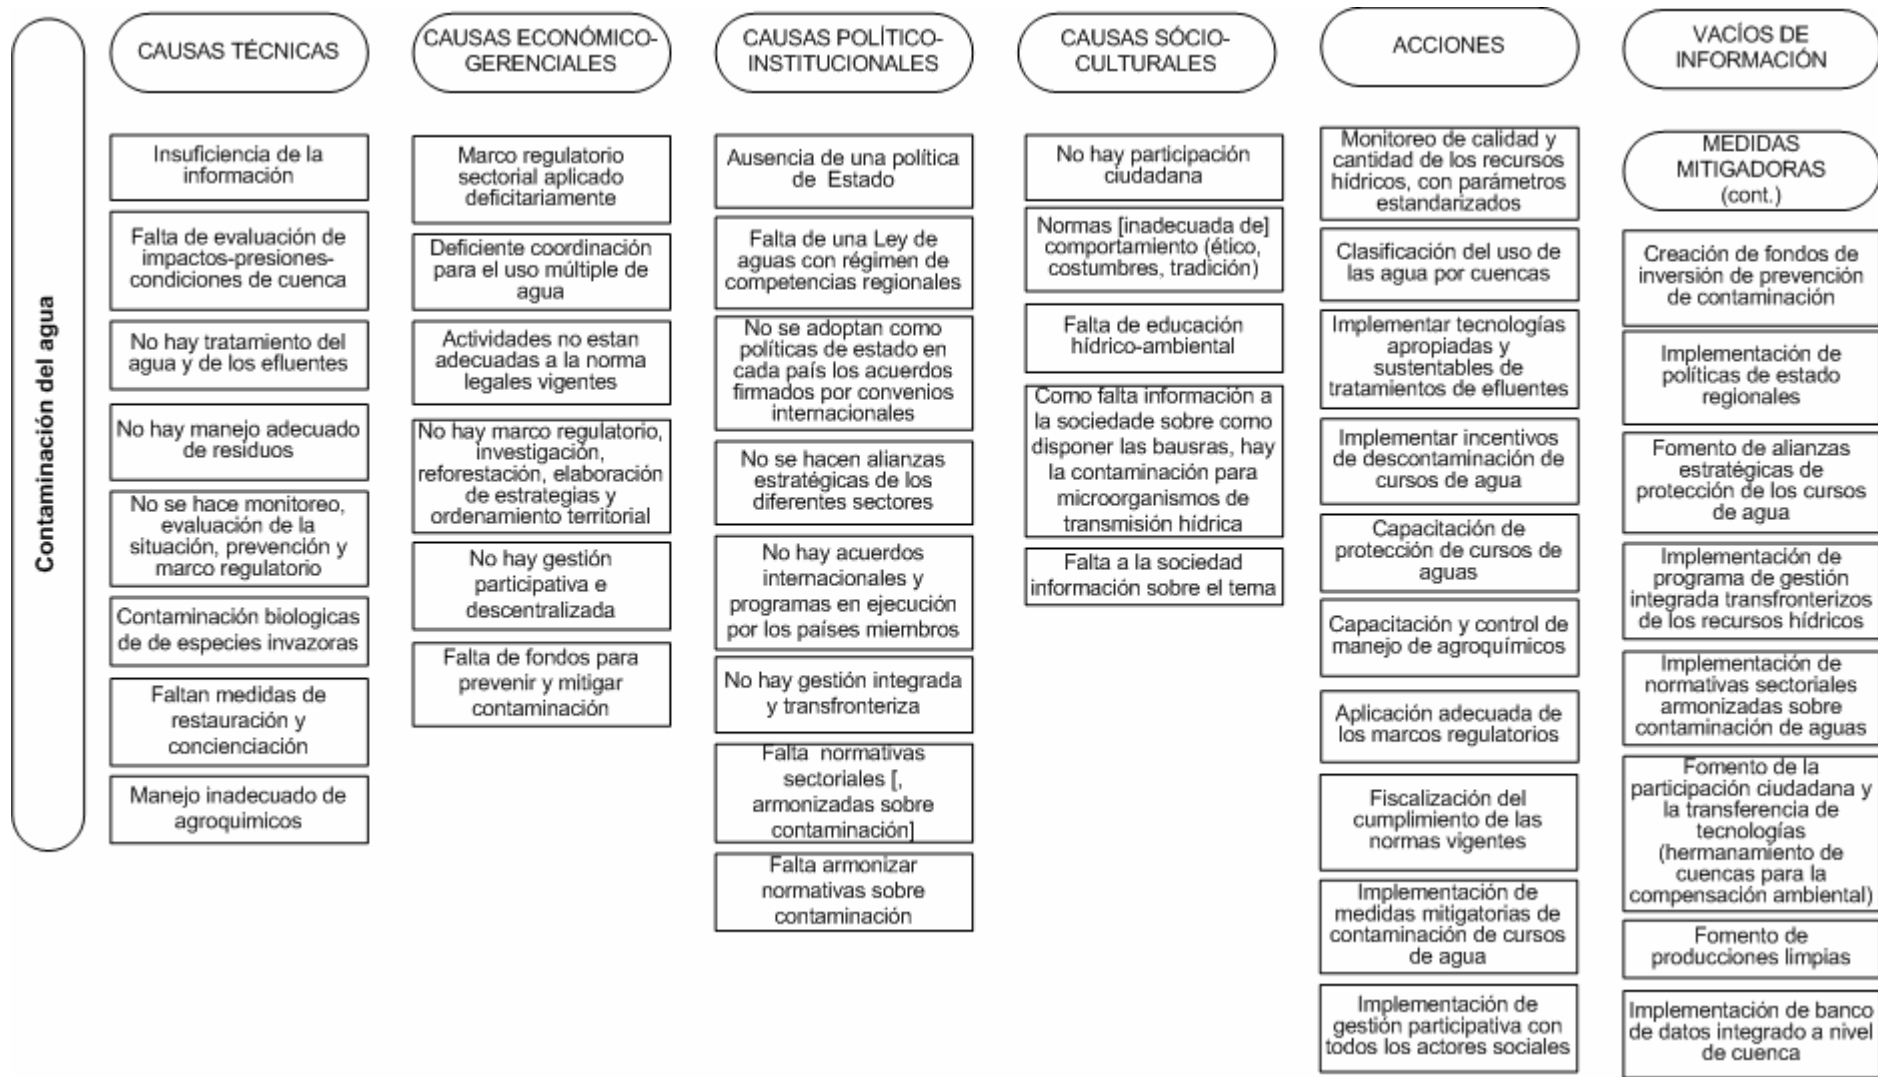 Contaminación del agua
CAUSAS TÉCNICAS
Insuficiencia de la
información
Falta de evaluación de
impactos-presiones-
condiciones de cuenca
No hay tratamiento del
agua y de los efluentes
No hay manejo adecuado
de residuos
No se hace monitoreo,
evaluación de la
situación, prevención y
marco regulatorio
Contaminación biologicas
de de especies invazoras
Faltan medidas de
restauración y
concienciación
Manejo inadecuado de
agroquimicos
CAUSAS ECONÓMICO-
GERENCIALES
Marco regulatorio
sectorial aplicado
deficitariamente
Deficiente coordinación
para el uso múltiple de
agua
Actividades no estan
adecuadas a la norma
legales vigentes
No hay marco regulatorio,
investigación,
reforestación, elaboración
de estrategias y
ordenamiento territorial
No hay gestión
participativa e
descentralizada
Falta de fondos para
prevenir y mitigar
contaminación
CAUSAS POLÍTICO-
INSTITUCIONALES
Ausencia de una política
de Estado
Falta de una Ley de
aguas con régimen de
competencias regionales
No se adoptan como
políticas de estado en
cada país los acuerdos
firmados por convenios
internacionales
No se hacen alianzas
estratégicas de los
diferentes sectores
No hay acuerdos
internacionales y
programas en ejecución
por los países miembros
No hay gestión integrada
y transfronteriza
Falta normativas
sectoriales [,
armonizadas sobre
contaminación]
Falta armonizar
normativas sobre
contaminación
CAUSAS SÓCIO-
CULTURALES
No hay participación
ciudadana
Normas [inadecuada de]
comportamiento (ético,
costumbres, tradición)
Falta de educación
hídrico-ambiental
Como falta información a
la sociedade sobre como
disponer las bausras, hay
la contaminación para
microorganismos de
transmisión hídrica
Falta a la sociedad
información sobre el tema
ACCIONES
Monitoreo de calidad y
cantidad de los recursos
hídricos, con parámetros
estandarizados
Clasificación del uso de
las agua por cuencas
Implementar tecnologías
apropiadas y
sustentables de
tratamientos de efluentes
Implementar incentivos
de descontaminación de
cursos de agua
Capacitación de
protección de cursos de
aguas
Capacitación y control de
manejo de agroquímicos
Aplicación adecuada de
los marcos regulatorios
Fiscalización del
cumplimiento de las
normas vigentes
Implementación de
medidas mitigatorias de
contaminación de cursos
de agua
Implementación de
gestión participativa con
todos los actores sociales
VACÍOS DE
INFORMACIÓN
MEDIDAS
MITIGADORAS
(cont.)
Creación de fondos de
inversión de prevención
de contaminación
Implementación de
políticas de estado
regionales
Fomento de alianzas
estratégicas de
protección de los cursos
de agua
Implementación de
programa de gestión
integrada transfronterizos
de los recursos hídricos
Implementación de
normativas sectoriales
armonizadas sobre
contaminación de aguas
Fomento de la
participación ciudadana y
la transferencia de
tecnologías
(hermanamiento de
cuencas para la
compensación ambiental)
Fomento de
producciones limpias
Implementación de banco
de datos integrado a nivel
de cuenca